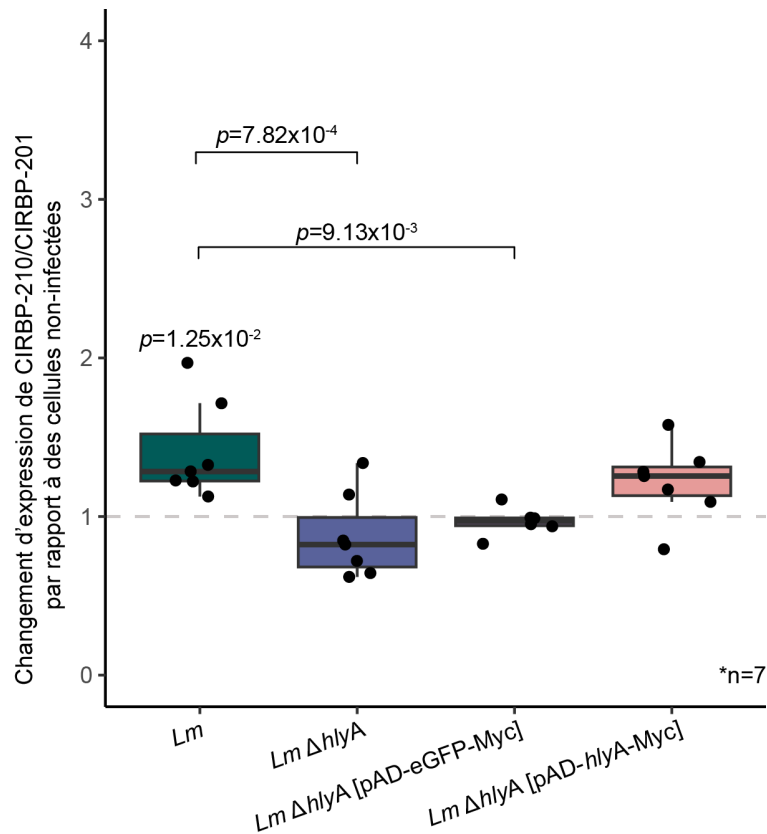 Changement d'expression de CIRBP-210/CIRBP-201
par rapport à des cellules non-infectées
4
3
2
1
0
p=7.82x10⁻⁴
p=9.13x10⁻³
p=1.25x10⁻²
*n=7
Lm
Lm ΔhlyA
Lm ΔhlyA [pAD-eGFP-Myc]
Lm ΔhlyA [pAD-hlyA-Myc]